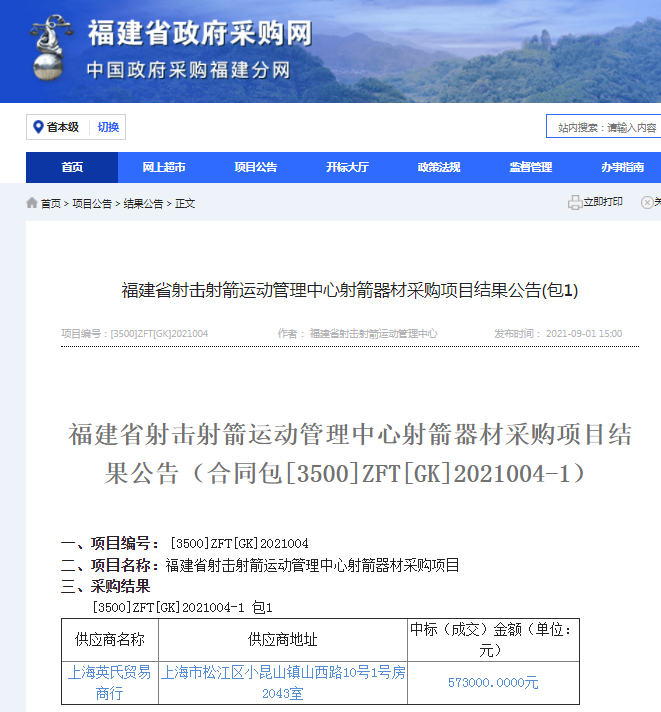 福建省政府采购网
中国政府采购福建分网
省本级 切换
站内搜索：请输入内容
首页 网上超市 项目公告 开标大厅 政策法规 监督管理 办事指南
首页 > 项目公告 > 结果公告 > 正文
立即打印
福建省射击射箭运动管理中心射箭器材采购项目结果公告(包1)
项目编号：[3500]ZFT[GK]2021004 作者： 福建省射击射箭运动管理中心 发布时间： 2021-09-01 15:00
福建省射击射箭运动管理中心射箭器材采购项目结
果公告（合同包[3500]ZFT[GK]2021004-1）
一、项目编号： [3500]ZFT[GK]2021004
二、项目名称：福建省射击射箭运动管理中心射箭器材采购项目
三、采购结果
[3500]ZFT[GK]2021004-1 包1
供应商名称 供应商地址 中标（成交）金额（单位：
元）
上海英氏贸易 上海市松江区小昆山镇山西路10号1号房
商行 2043室 573000.0000元